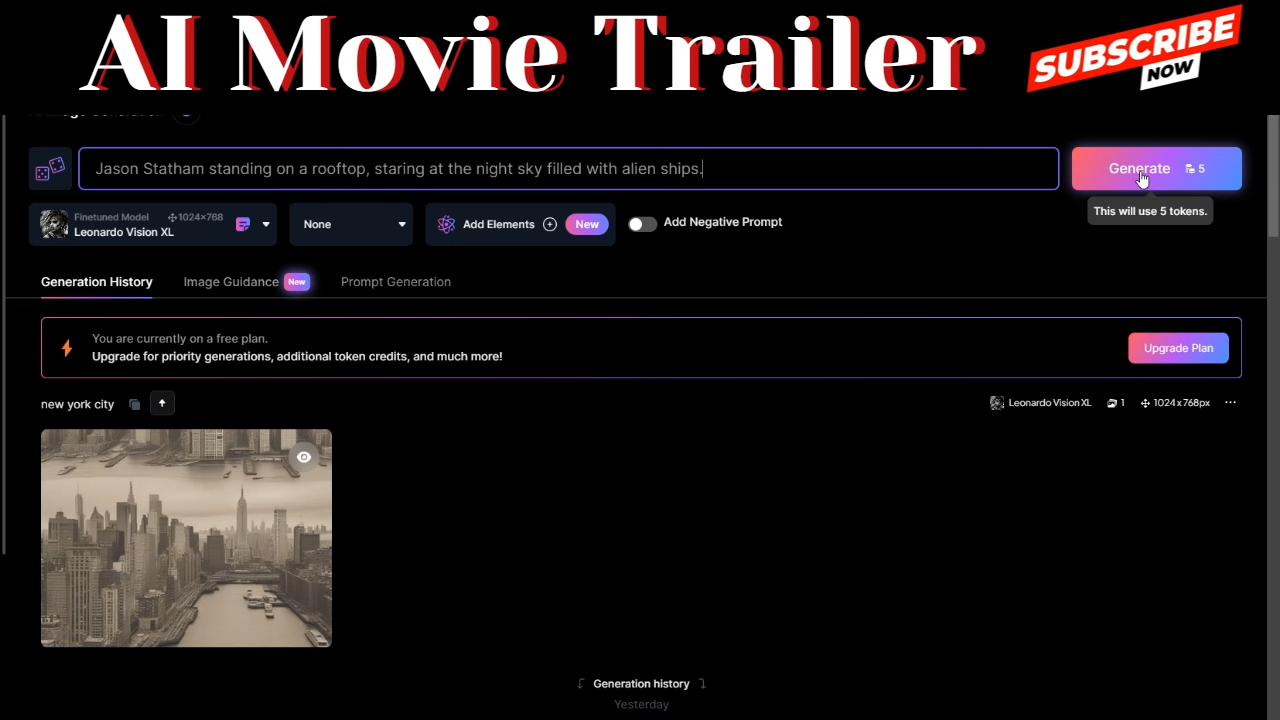 AI Movie Trailer
SUBSCRIBE
NOW
Jason Statham standing on a rooftop, staring at the night sky filled with alien ships.
Generate 5
This will use 5 tokens.
Finetuned Model 1024×768
Leonardo Vision XL
None
Add Elements New
Add Negative Prompt
Generation History Image Guidance New Prompt Generation
You are currently on a free plan.
Upgrade for priority generations, additional token credits, and much more!
Upgrade Plan
new york city
Leonardo Vision XL 1 1024 x 768px
Generation history
Yesterday